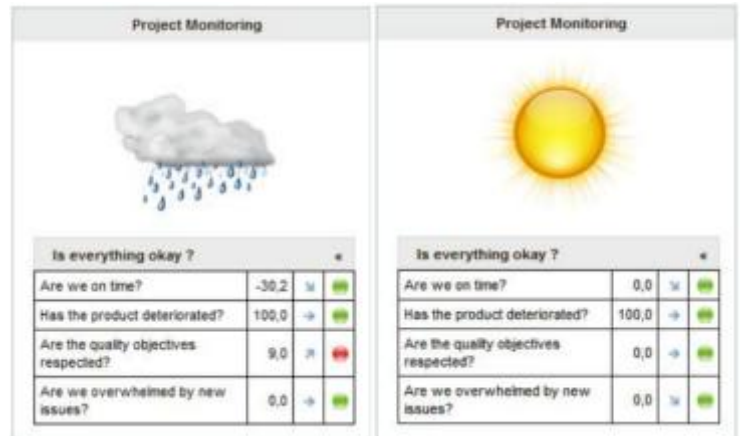 Project Monitoring
Is everything okay ?
Are we on time? -30,2
Has the product deteriorated? 100,0
Are the quality objectives
respected? 9,0
Are we overwhelmed by new
issues? 0,0
Project Monitoring
Is everything okay ?
Are we on time? 0,0
Has the product deteriorated? 100,0
Are the quality objectives
respected? 0,0
Are we overwhelmed by new
issues? 0,0